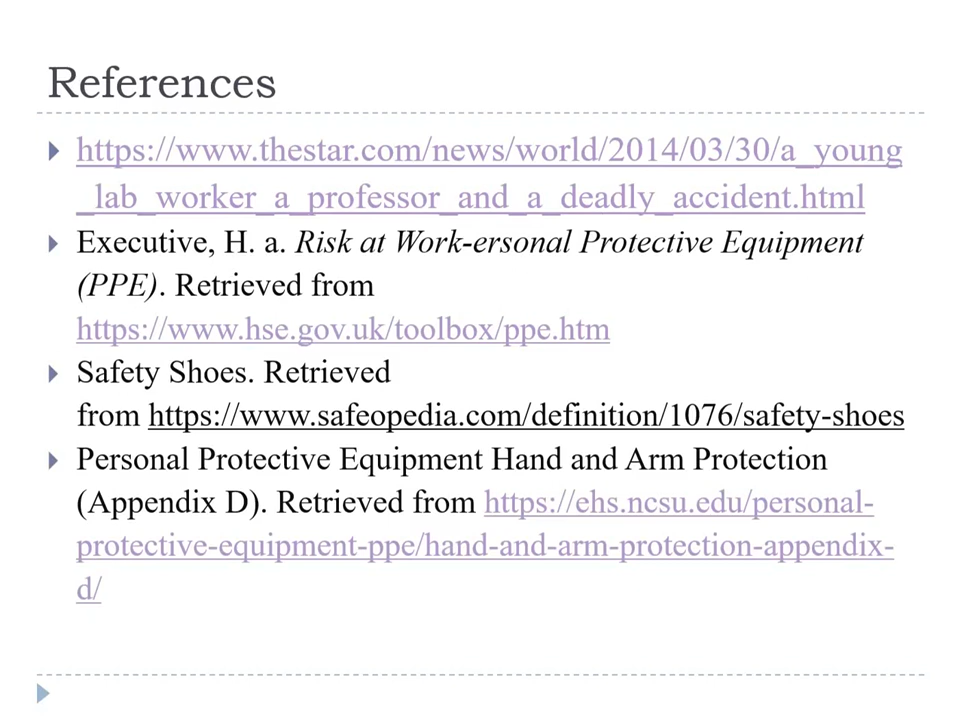 References
https://www.thestar.com/news/world/2014/03/30/a_young
_lab_worker_a_professor_and_a_deadly_accident.html
Executive, H. a. Risk at Work-ersonal Protective Equipment
(PPE). Retrieved from
https://www.hse.gov.uk/toolbox/ppe.htm
Safety Shoes. Retrieved
from https://www.safeopedia.com/definition/1076/safety-shoes
Personal Protective Equipment Hand and Arm Protection
(Appendix D). Retrieved from https://ehs.ncsu.edu/personal-
protective-equipment-ppe/hand-and-arm-protection-appendix-
d/